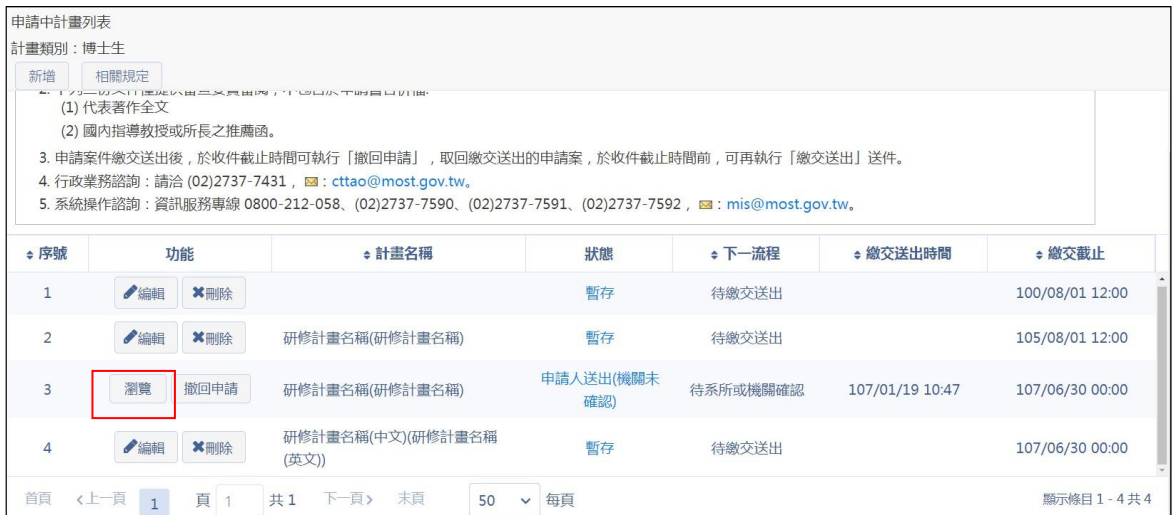 申請中計畫列表
計畫類別：博士生
新增 相關規定
(1) 代表著作全文
(2) 國內指導教授或所長之推薦函。
3. 申請案件繳交送出後，於收件截止時間可執行「撤回申請」，取回繳交送出的申請案，於收件截止時間前，可再執行「繳交送出」送件。
4. 行政業務諮詢：請洽 (02)2737-7431， : cttao@most.gov.tw。
5. 系統操作諮詢：資訊服務專線 0800-212-058、(02)2737-7590、(02)2737-7591、(02)2737-7592， : mis@most.gov.tw。
序號 功能 計畫名稱 狀態 下一流程 繳交送出時間 繳交截止
1 編輯 刪除 暫存 待繳交送出 100/08/01 12:00
2 編輯 刪除 研修計畫名稱(研修計畫名稱) 暫存 待繳交送出 105/08/01 12:00
3 瀏覽 撤回申請 研修計畫名稱(研修計畫名稱) 申請人送出(機關未
確認) 待系所或機關確認 107/01/19 10:47 107/06/30 00:00
4 編輯 刪除 研修計畫名稱(中文)(研修計畫名稱
(英文)) 暫存 待繳交送出 107/06/30 00:00
首頁 上一頁 1 頁 1 共 1 下一頁 末頁 50 每頁 顯示條目 1 - 4 共 4